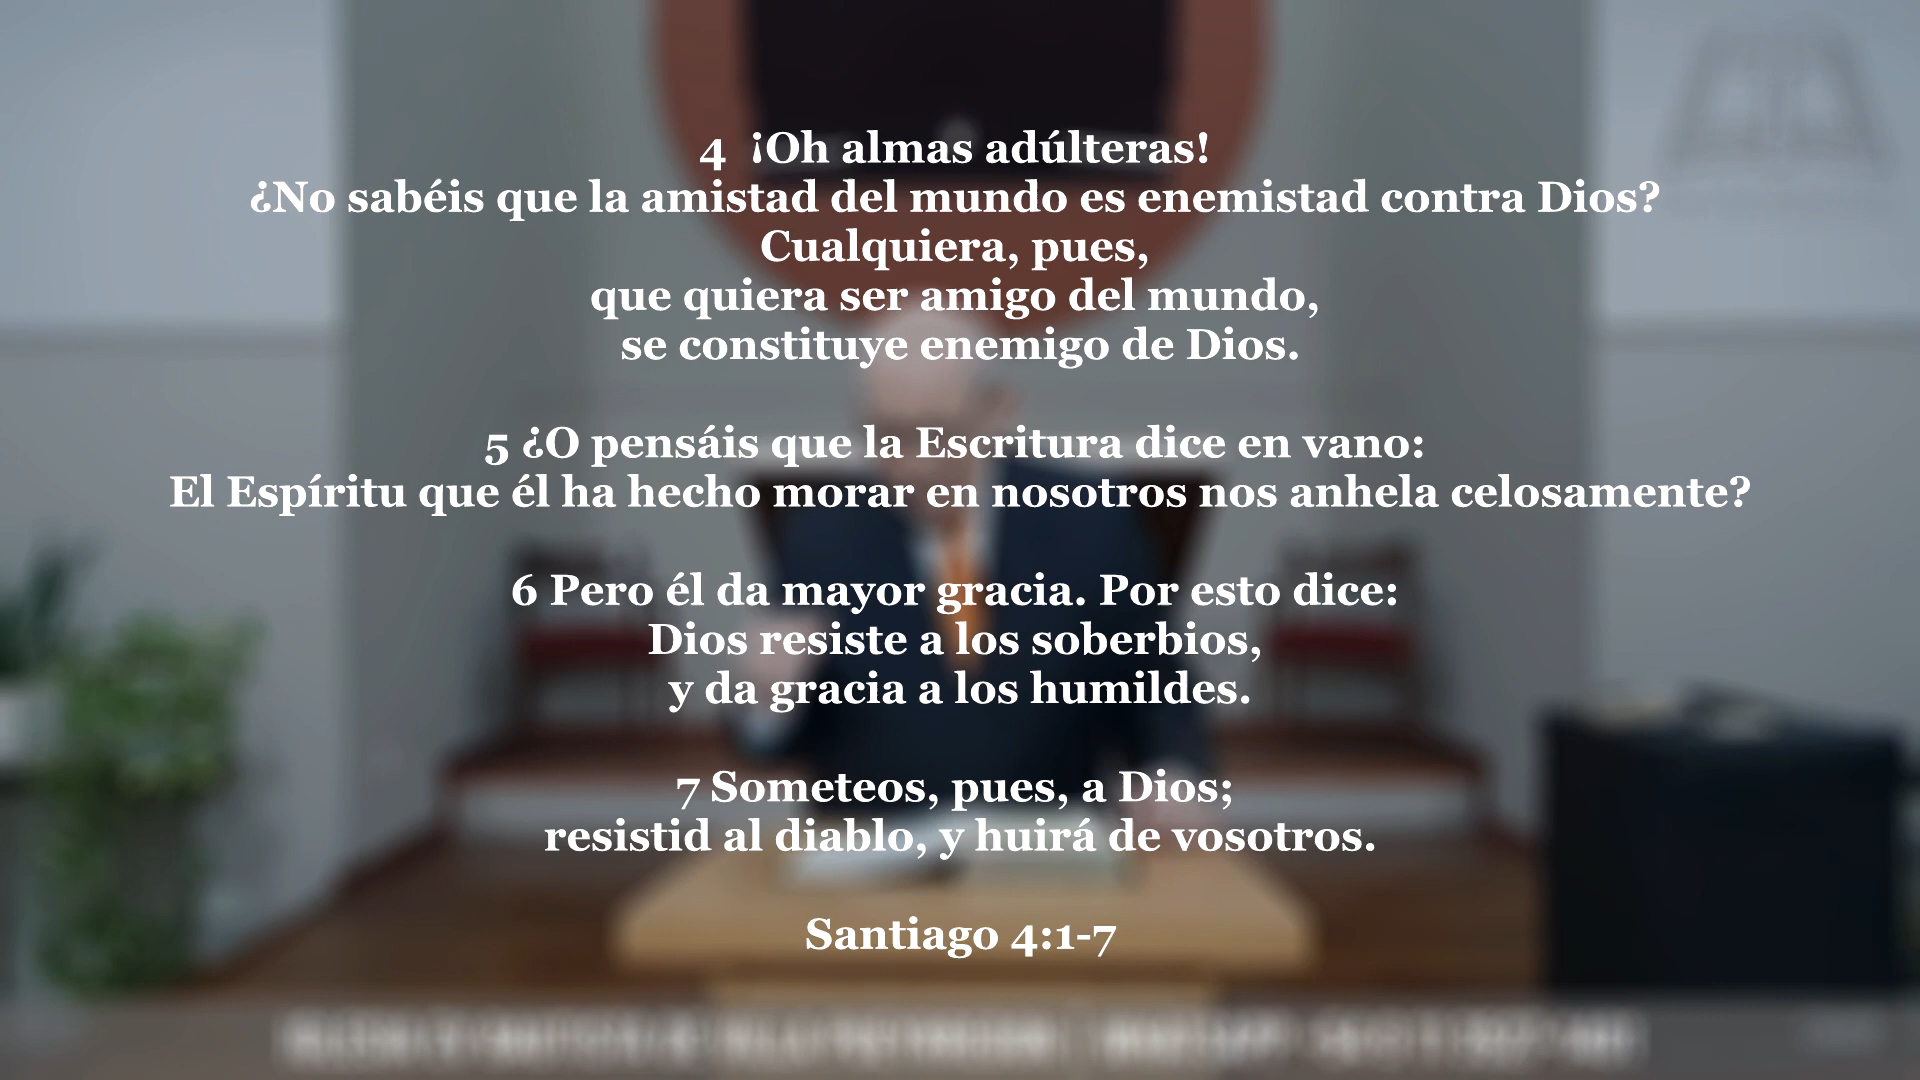 4 ¡Oh almas adúlteras!
¿No sabéis que la amistad del mundo es enemistad contra Dios?
Cualquiera, pues,
que quiera ser amigo del mundo,
se constituye enemigo de Dios.
5 ¿O pensáis que la Escritura dice en vano:
El Espíritu que él ha hecho morar en nosotros nos anhela celosamente?
6 Pero él da mayor gracia. Por esto dice:
Dios resiste a los soberbios,
y da gracia a los humildes.
7 Someteos, pues, a Dios;
resistid al diablo, y huirá de vosotros.
Santiago 4:1-7